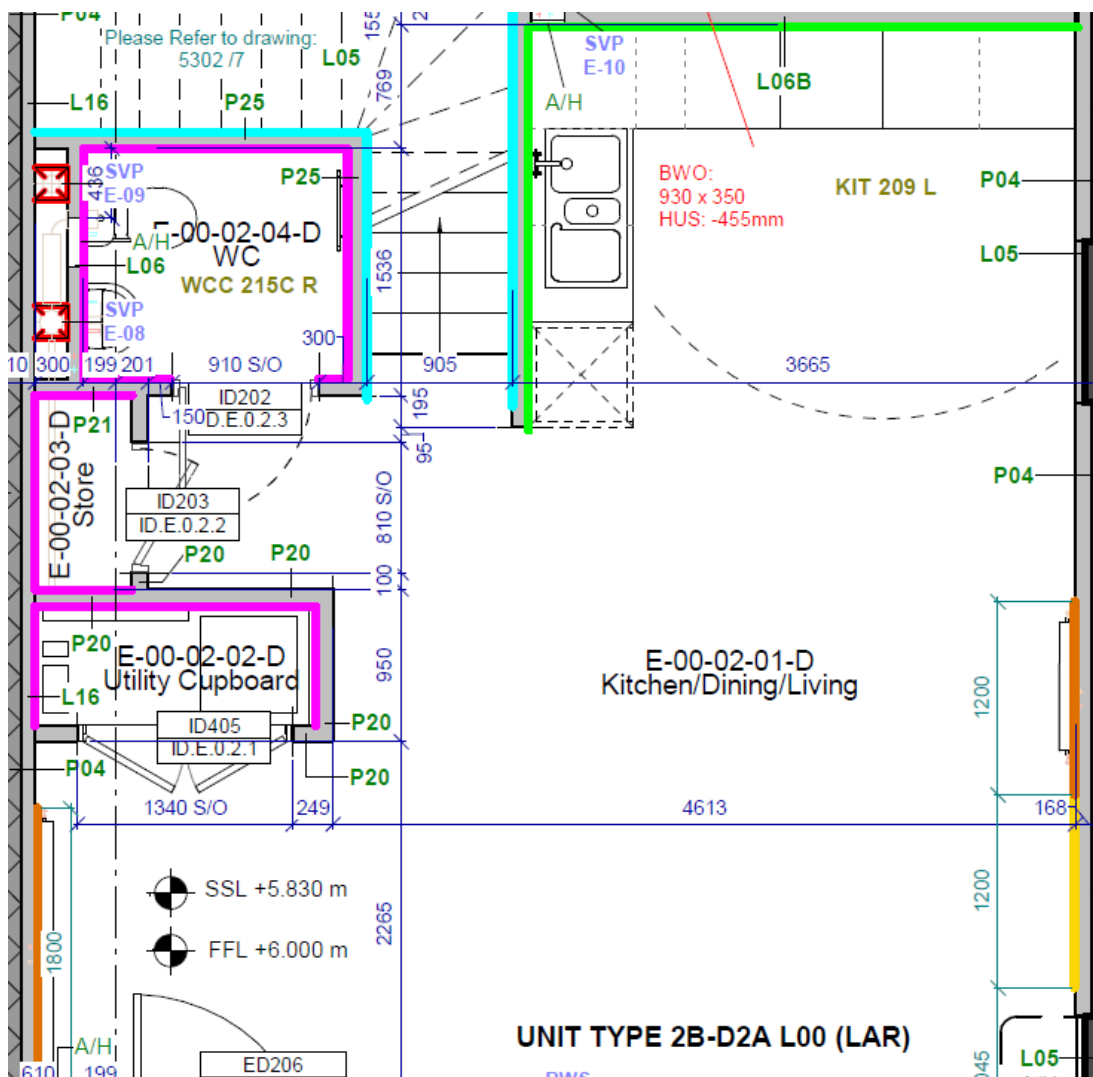 P04
Please Refer to drawing:
5302 /7
L05
L16
P25
155
769
SVP
E-10
A/H
L06B
SVP
E-09
436
P25
E-00-02-04-D
WC
A/H
L06
WCC 215C R
SVP
E-08
1536
BWO:
930 x 350
HUS: -455mm
KIT 209 L
P04
L05
300
10
300
199
201
910 S/O
905
3665
ID202
ID.E.0.2.3
150
195
95
P21
E-00-02-03-D
Store
ID203
ID.E.0.2.2
810 S/O
P04
P20
P20
100
P20
E-00-02-02-D
Utility Cupboard
L16
950
E-00-02-01-D
Kitchen/Dining/Living
1200
ID405
ID.E.0.2.1
P20
P04
P20
1340 S/O
249
4613
168
SSL +5.830 m
FFL +6.000 m
1800
2265
1200
UNIT TYPE 2B-D2A L00 (LAR)
A/H
ED206
L05
045
610
199